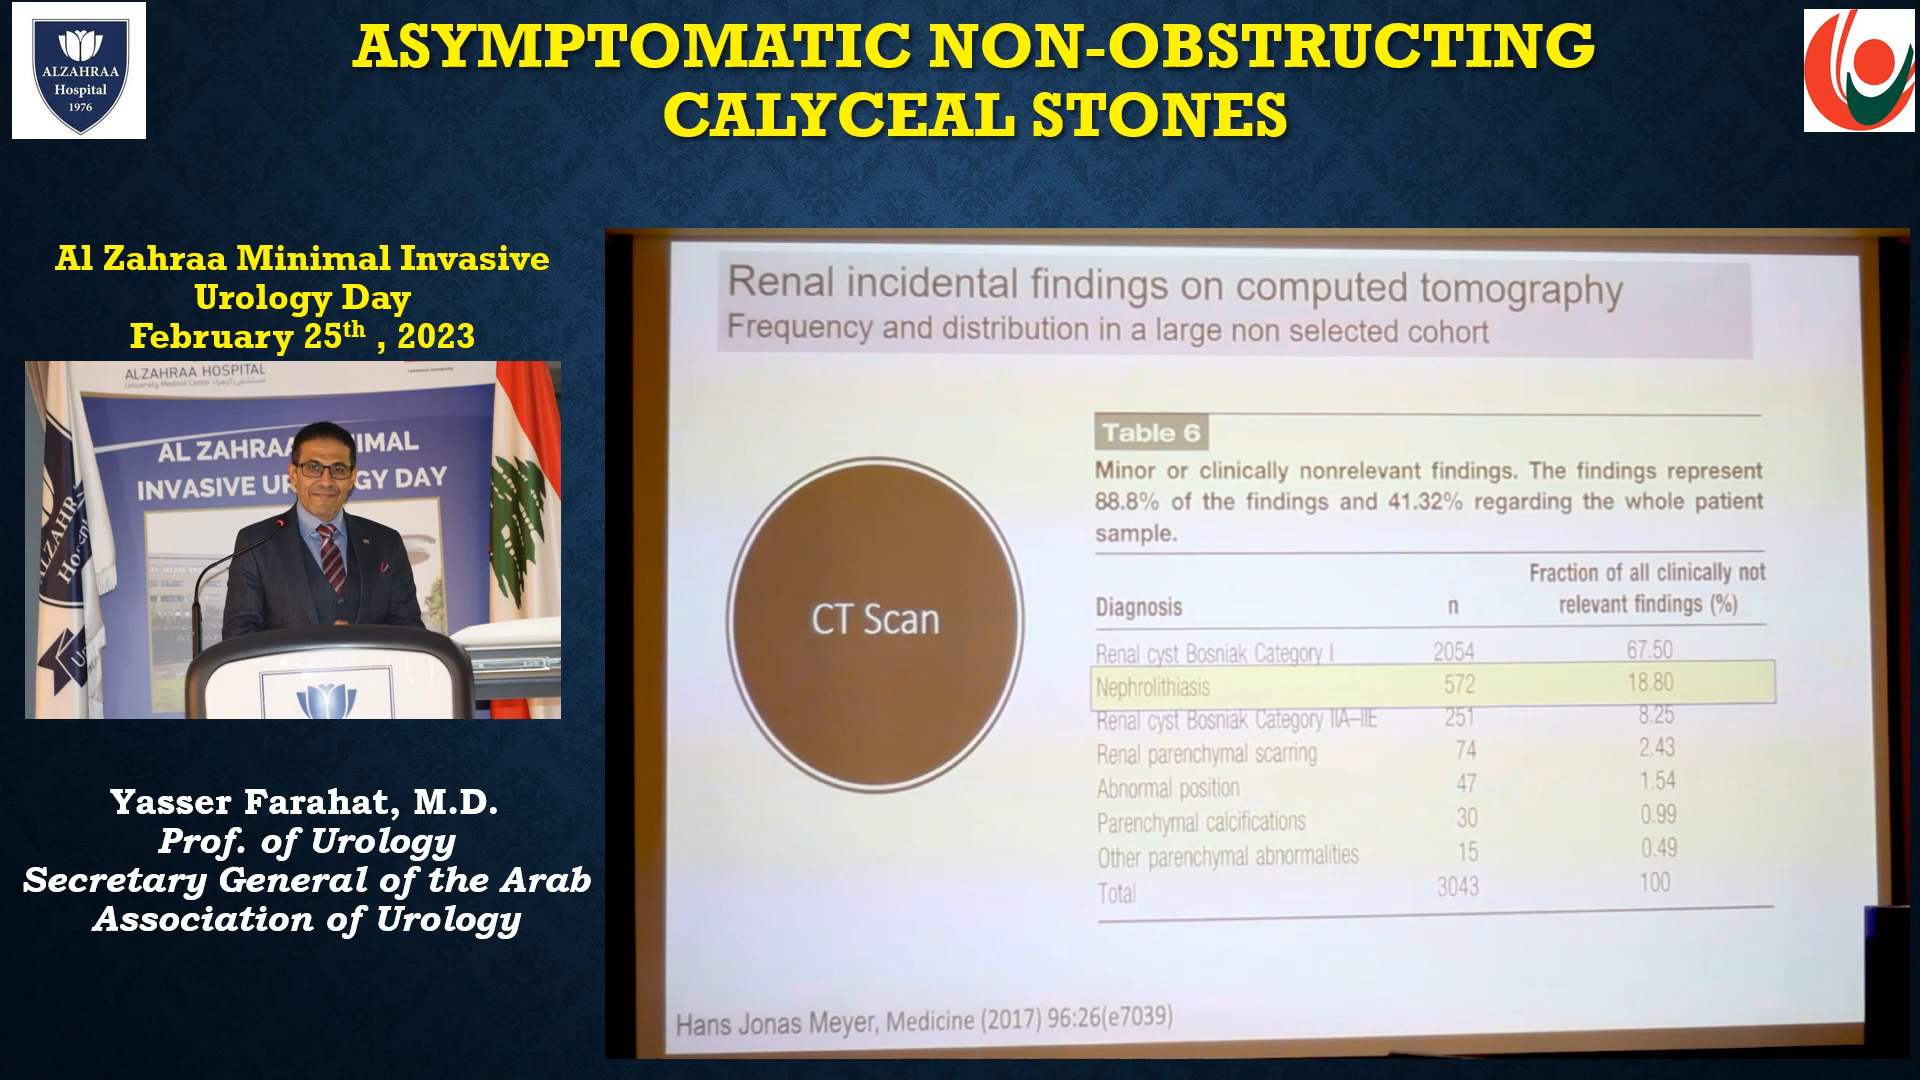 ALZAHRAA
Hospital
1976
ASYMPTOMATIC NON-OBSTRUCTING
CALYCEAL STONES
Al Zahraa Minimal Invasive
Urology Day
February 25th , 2023
ALZAHRAA HOSPITAL
University Medical Center
AL ZAHRAA IMAL
INVASIVE UR GY DAY
Yasser Farahat, M.D.
Prof. of Urology
Secretary General of the Arab
Association of Urology
Renal incidental findings on computed tomography
Frequency and distribution in a large non selected cohort
CT Scan
Table 6
Minor or clinically nonrelevant findings. The findings represent
88.8% of the findings and 41.32% regarding the whole patient
sample.
Diagnosis n Fraction of all clinically not
relevant findings (%)
Renal cyst Bosniak Category I 2054 67.50
Nephrolithiasis 572 18.80
Renal cyst Bosniak Category IIA–IIE 251 8.25
Renal parenchymal scarring 74 2.43
Abnormal position 47 1.54
Parenchymal calcifications 30 0.99
Other parenchymal abnormalities 15 0.49
Total 3043 100
Hans Jonas Meyer, Medicine (2017) 96:26(e7039)